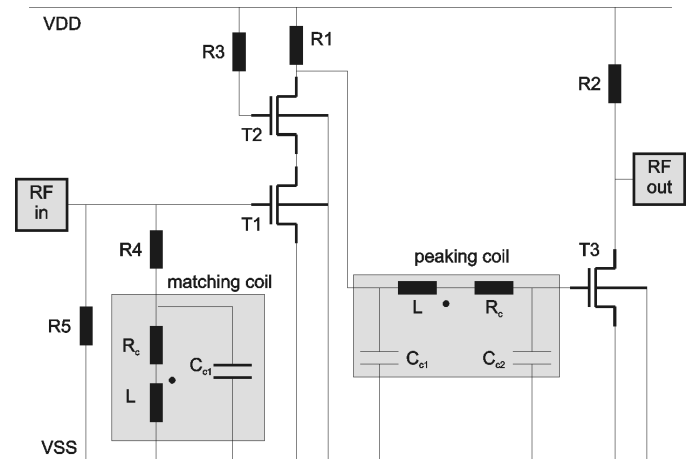 VDD
R3
R1
R2
T2
RF
in
T1
RF
out
R4
matching coil
peaking coil
T3
R5
Rc
Cc1
L
L
Rc
Cc1
Cc2
VSS